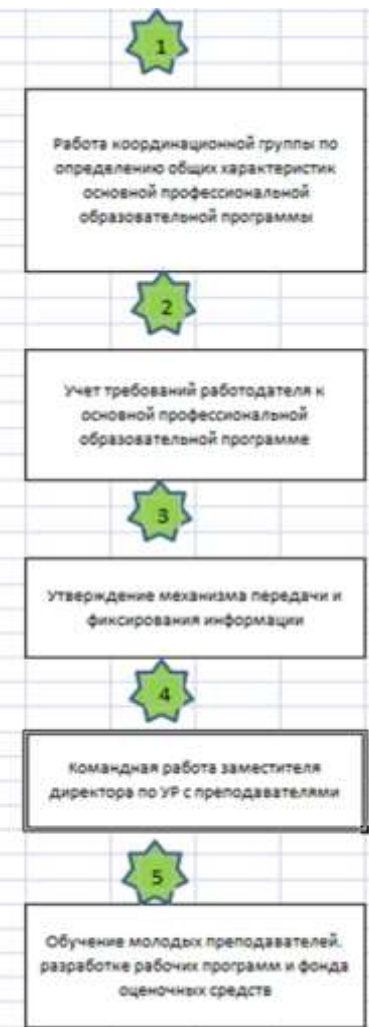 1
Работа координационной группы по
определению общих характеристик
основной профессиональной
образовательной программы
2
Учет требований работодателя к
основной профессиональной
образовательной программе
3
Утверждение механизма передачи и
фиксирования информации
4
Командная работа заместителя
директора по УР с преподавателями
5
Обучение молодых преподавателей,
разработке рабочих программ и фонда
оценочных средств